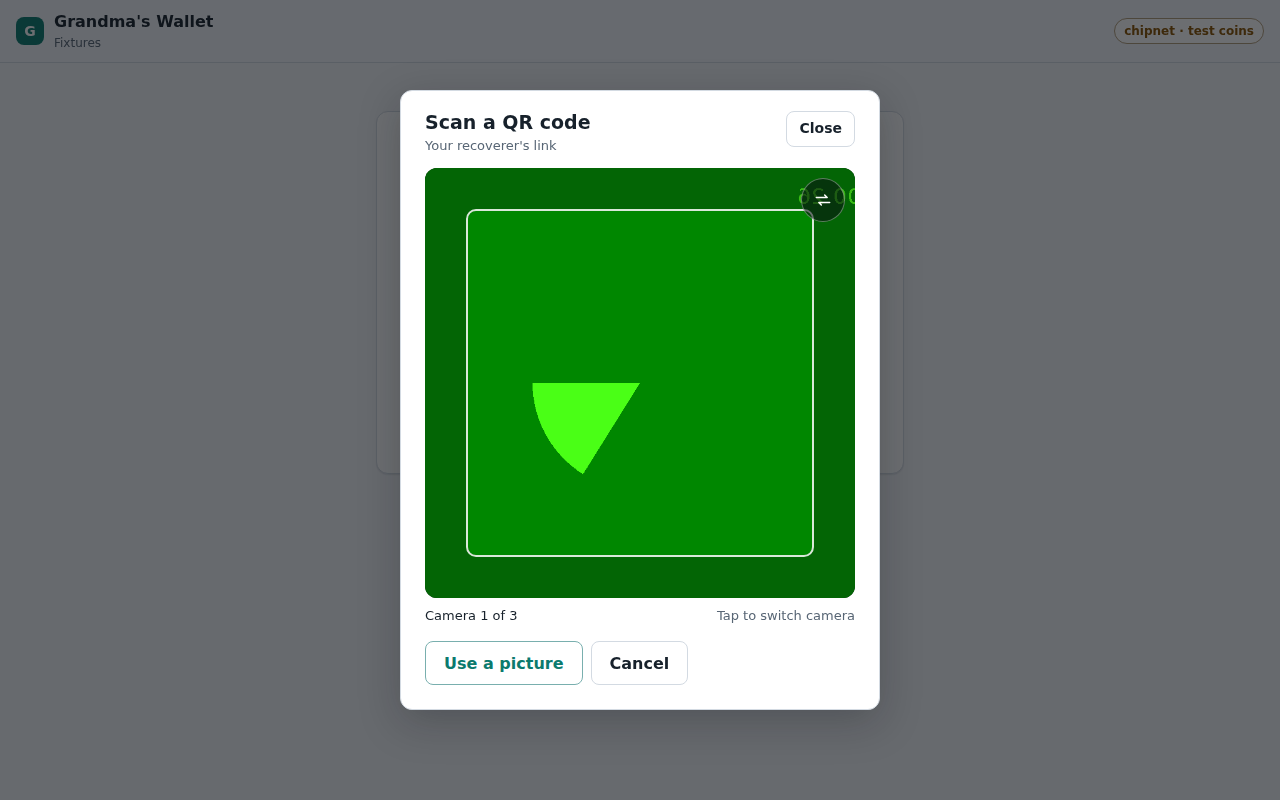 G
Grandma's Wallet
Fixtures
chipnet · test coins
Scan a QR code
Close
Your recoverer's link
Camera 1 of 3
Tap to switch camera
Use a picture
Cancel